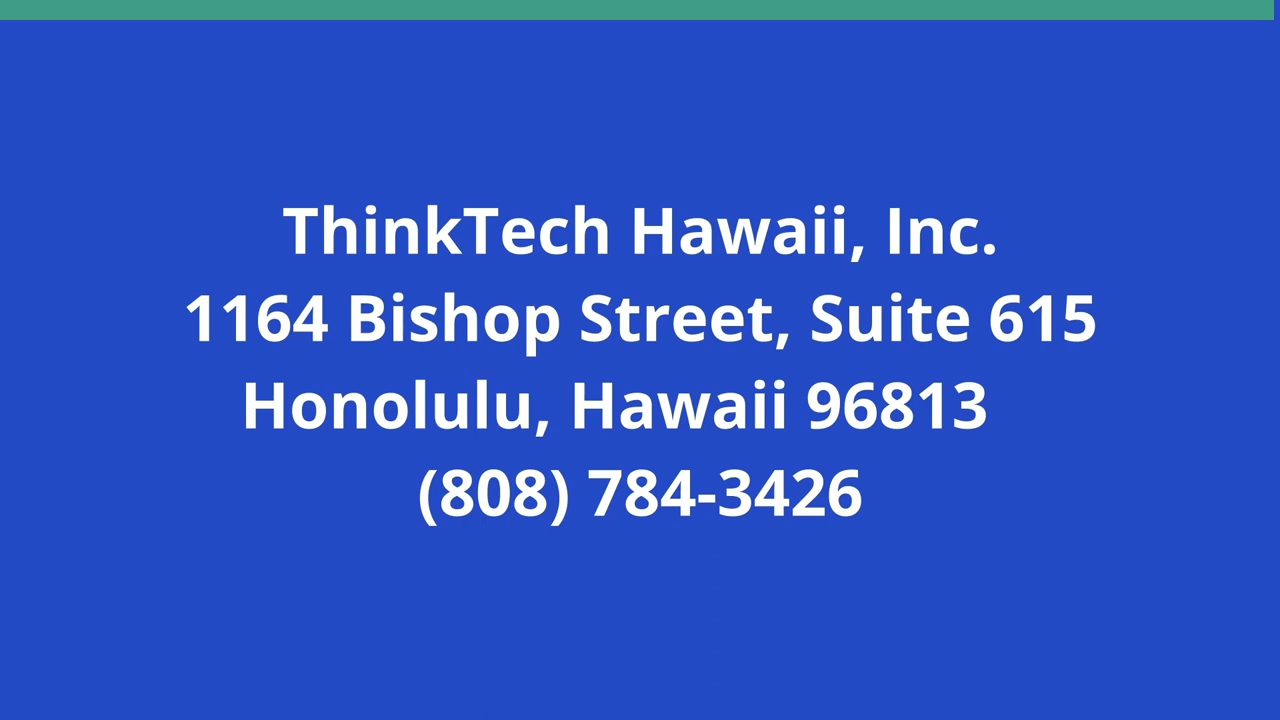 ThinkTech Hawaii, Inc.
1164 Bishop Street, Suite 615
Honolulu, Hawaii 96813
(808) 784-3426